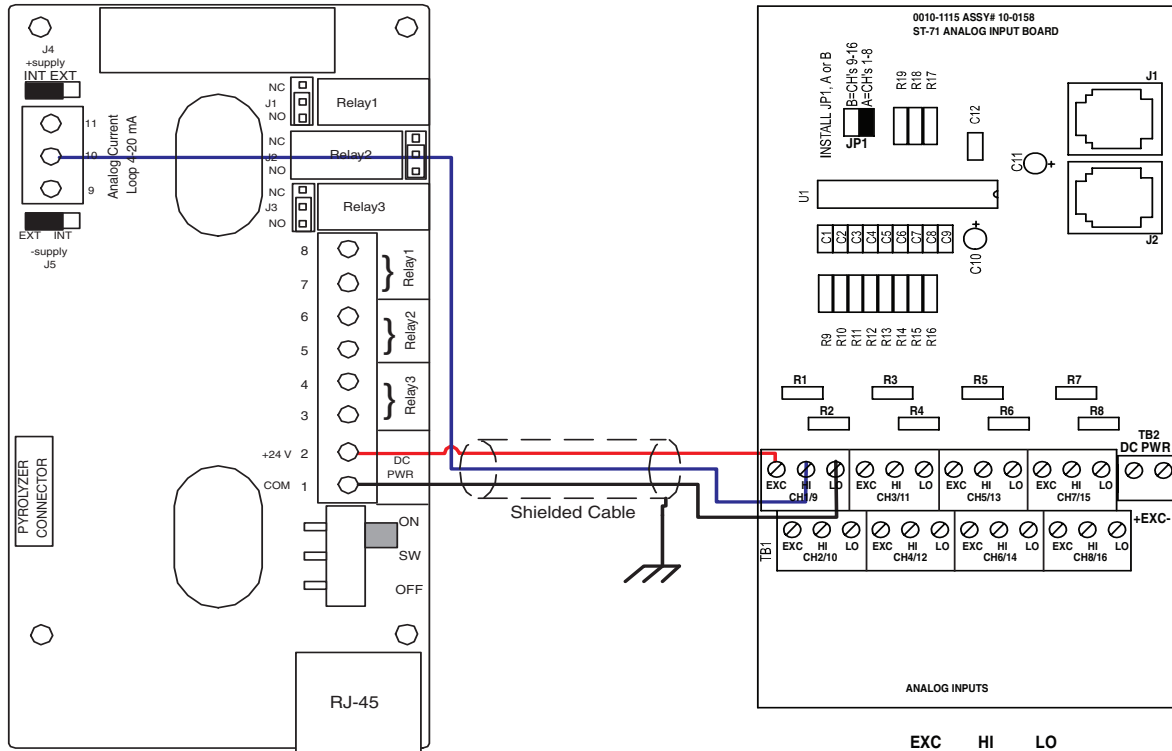 J4
+supply
INT EXT
11
10
9
Analog Current
Loop 4-20 mA
EXT INT
-supply
J5
NC
J1
NO
Relay1
NC
J2
NO
Relay2
NC
J3
NO
Relay3
8
7
Relay1
6
5
Relay2
4
3
Relay3
+24 V 2
COM 1
DC
PWR
PYROLYZER
CONNECTOR
ON
SW
OFF
RJ-45
Shielded Cable
0010-1115 ASSY# 10-0158
ST-71 ANALOG INPUT BOARD
INSTALL JP1, A or B
B=CH's 9-16
A=CH's 1-8
JP1
R19
R18
R17
C12
J1
C11
+
J2
U1
C1
C2
C3
C4
C5
C6
C7
C8
C9
C10
+
R9
R10
R11
R12
R13
R14
R15
R16
R1
R3
R5
R7
R2
R4
R6
R8
TB2
DC PWR
EXC HI LO
CH1/9
EXC HI LO
CH3/11
EXC HI LO
CH5/13
EXC HI LO
CH7/15
+EXC-
TB1
EXC HI LO
CH2/10
EXC HI LO
CH4/12
EXC HI LO
CH6/14
EXC HI LO
CH8/16
ANALOG INPUTS
EXC HI LO